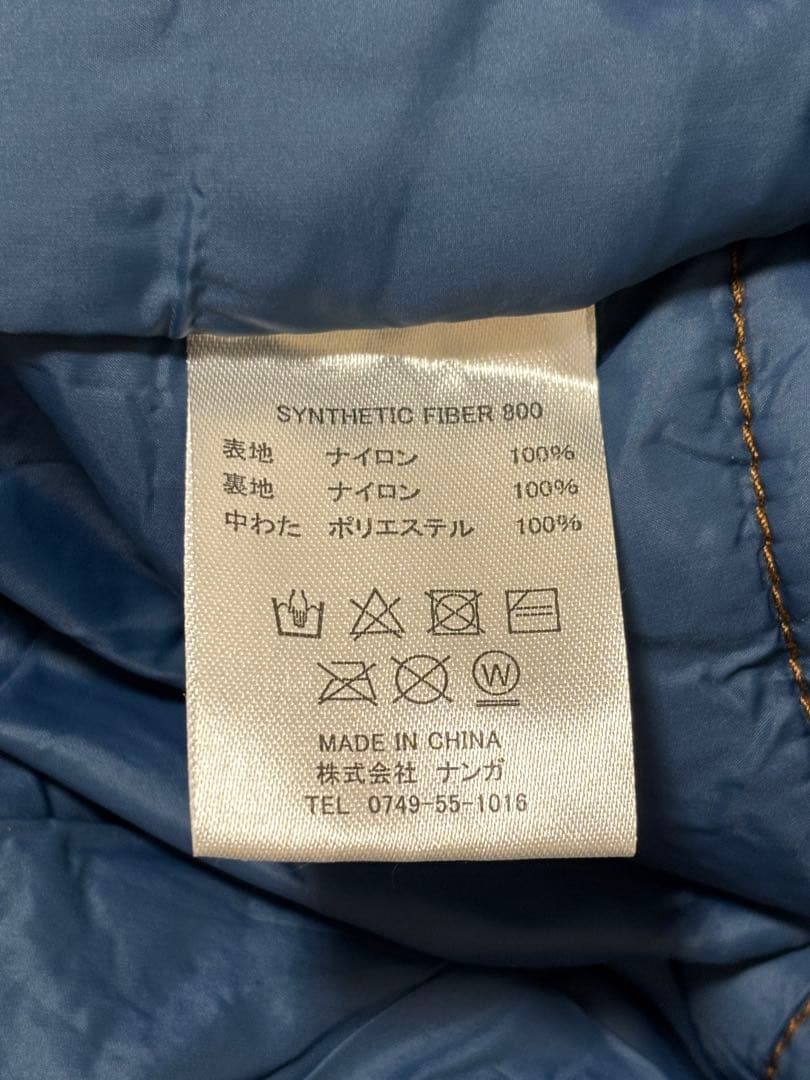 SYNTHETIC FIBER 800
表地 ナイロン 100%
裏地 ナイロン 100%
中わた ポリエステル 100%
W
MADE IN CHINA
株式会社 ナンガ
TEL 0749-55-1016